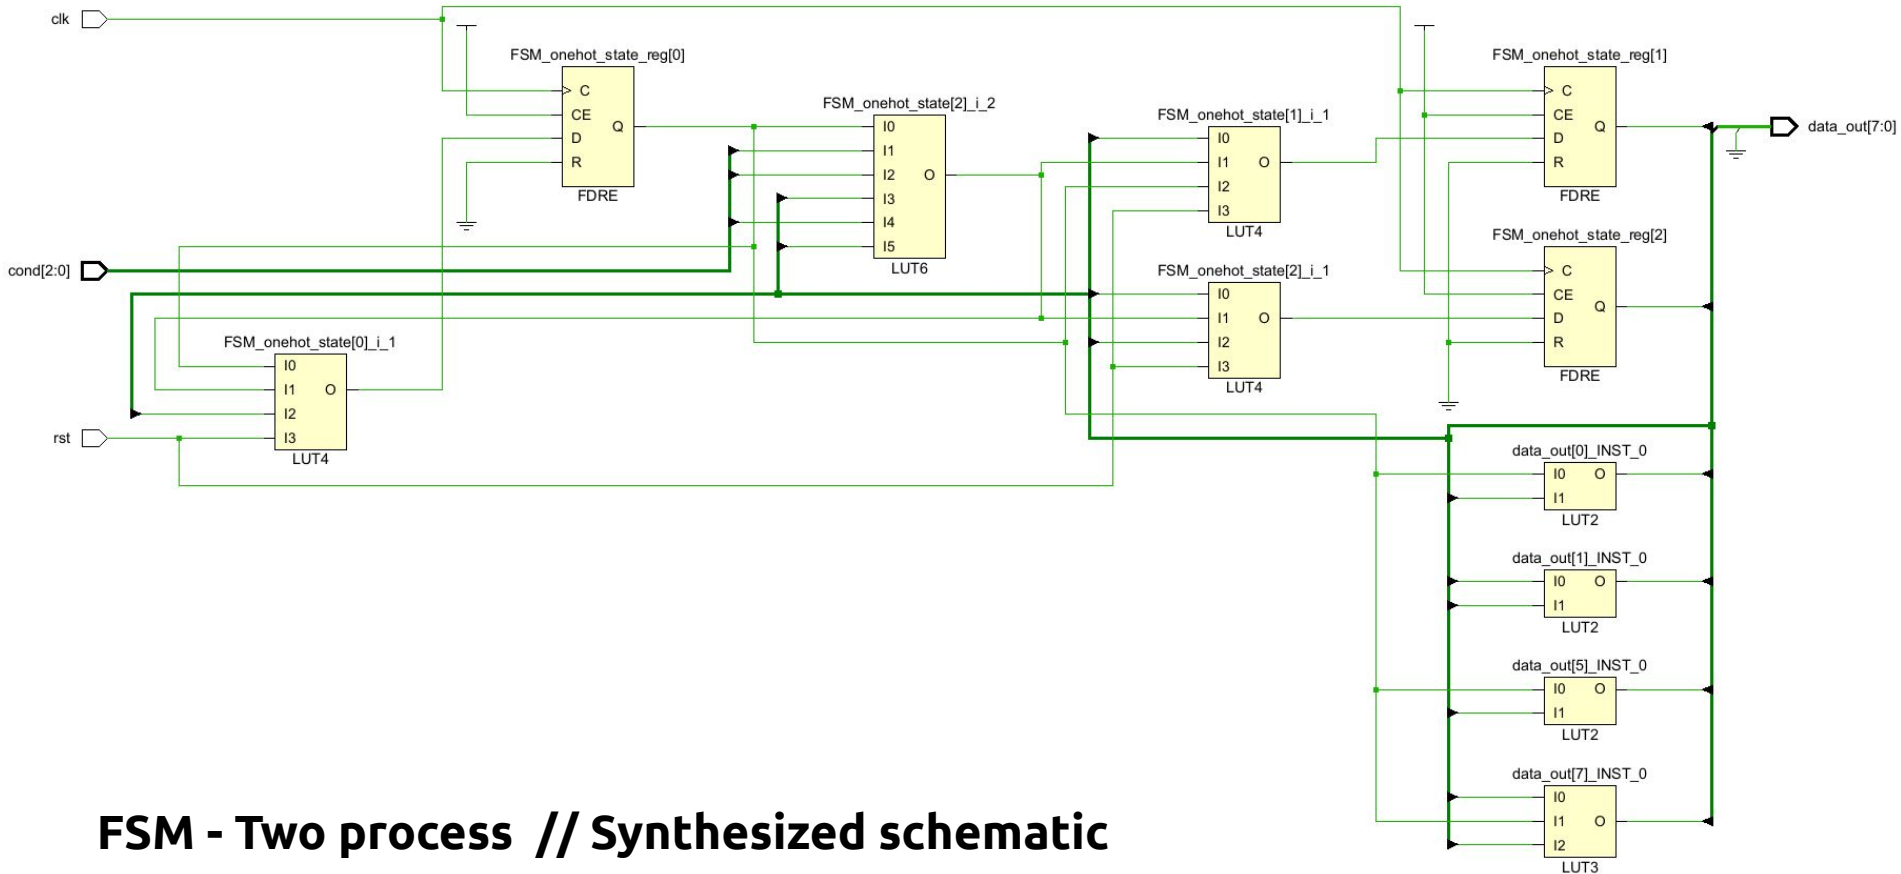 clk
FSM_onehot_state_reg[0]
C
CE
D
Q
R
FDRE
FSM_onehot_state[2]_i_2
I0
I1
I2
O
I3
I4
I5
LUT6
FSM_onehot_state[1]_i_1
I0
I1
O
I2
I3
LUT4
FSM_onehot_state_reg[1]
C
CE
Q
D
R
FDRE
data_out[7:0]
cond[2:0]
FSM_onehot_state[2]_i_1
I0
I1
O
I2
I3
LUT4
FSM_onehot_state_reg[2]
C
CE
Q
D
R
FDRE
FSM_onehot_state[0]_i_1
I0
I1
O
I2
I3
LUT4
rst
data_out[0]_INST_0
I0
O
I1
LUT2
data_out[1]_INST_0
I0
O
I1
LUT2
data_out[5]_INST_0
I0
O
I1
LUT2
data_out[7]_INST_0
I0
I1
O
I2
LUT3
FSM - Two process // Synthesized schematic